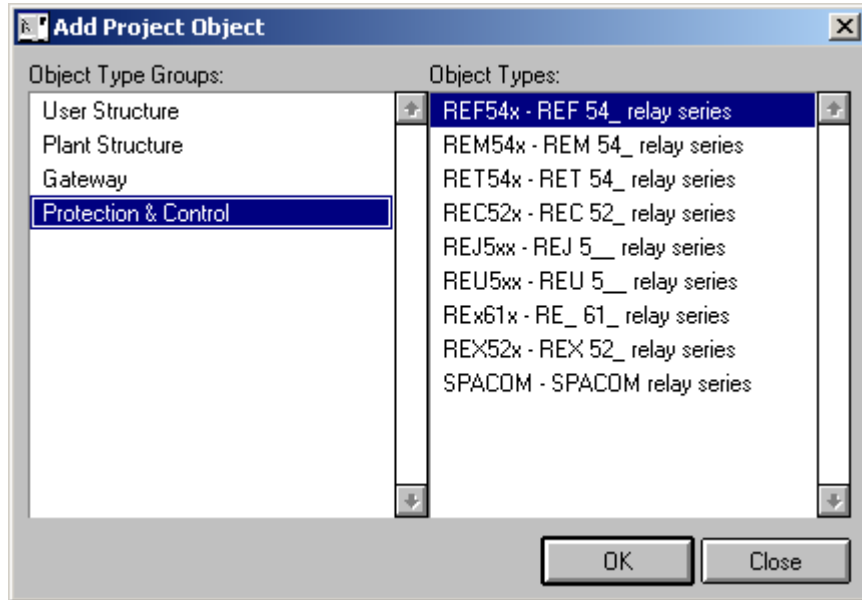 Add Project Object
Object Type Groups:
User Structure
Plant Structure
Gateway
Protection & Control
Object Types:
REF54x - REF 54_ relay series
REM54x - REM 54_ relay series
RET54x - RET 54_ relay series
REC52x - REC 52_ relay series
REJ5xx - REJ 5__ relay series
REU5xx - REU 5__ relay series
REx61x - RE_ 61_ relay series
REX52x - REX 52_ relay series
SPACOM - SPACOM relay series
OK
Close